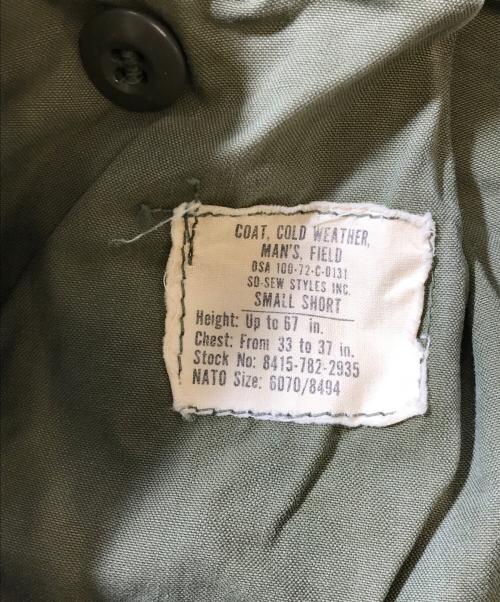 COAT, COLD WEATHER,
MAN'S, FIELD
DSA 100-72-C-0131
SO-SEW STYLES INC.
SMALL SHORT
Height: Up to 67 in.
Chest: From 33 to 37 in.
Stock No: 8415-782-2935
NATO Size: 6070/8494